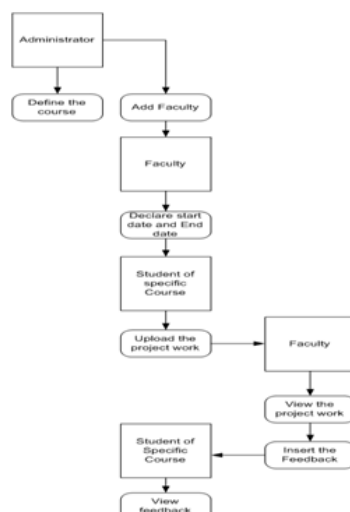 Administrator
Define the
course
Add Faculty
Faculty
Declare start
date and End
date
Student of
specific
Course
Upload the
project work
Faculty
View the
project work
Insert the
Feedback
Student of
Specific
Course
View
feedback